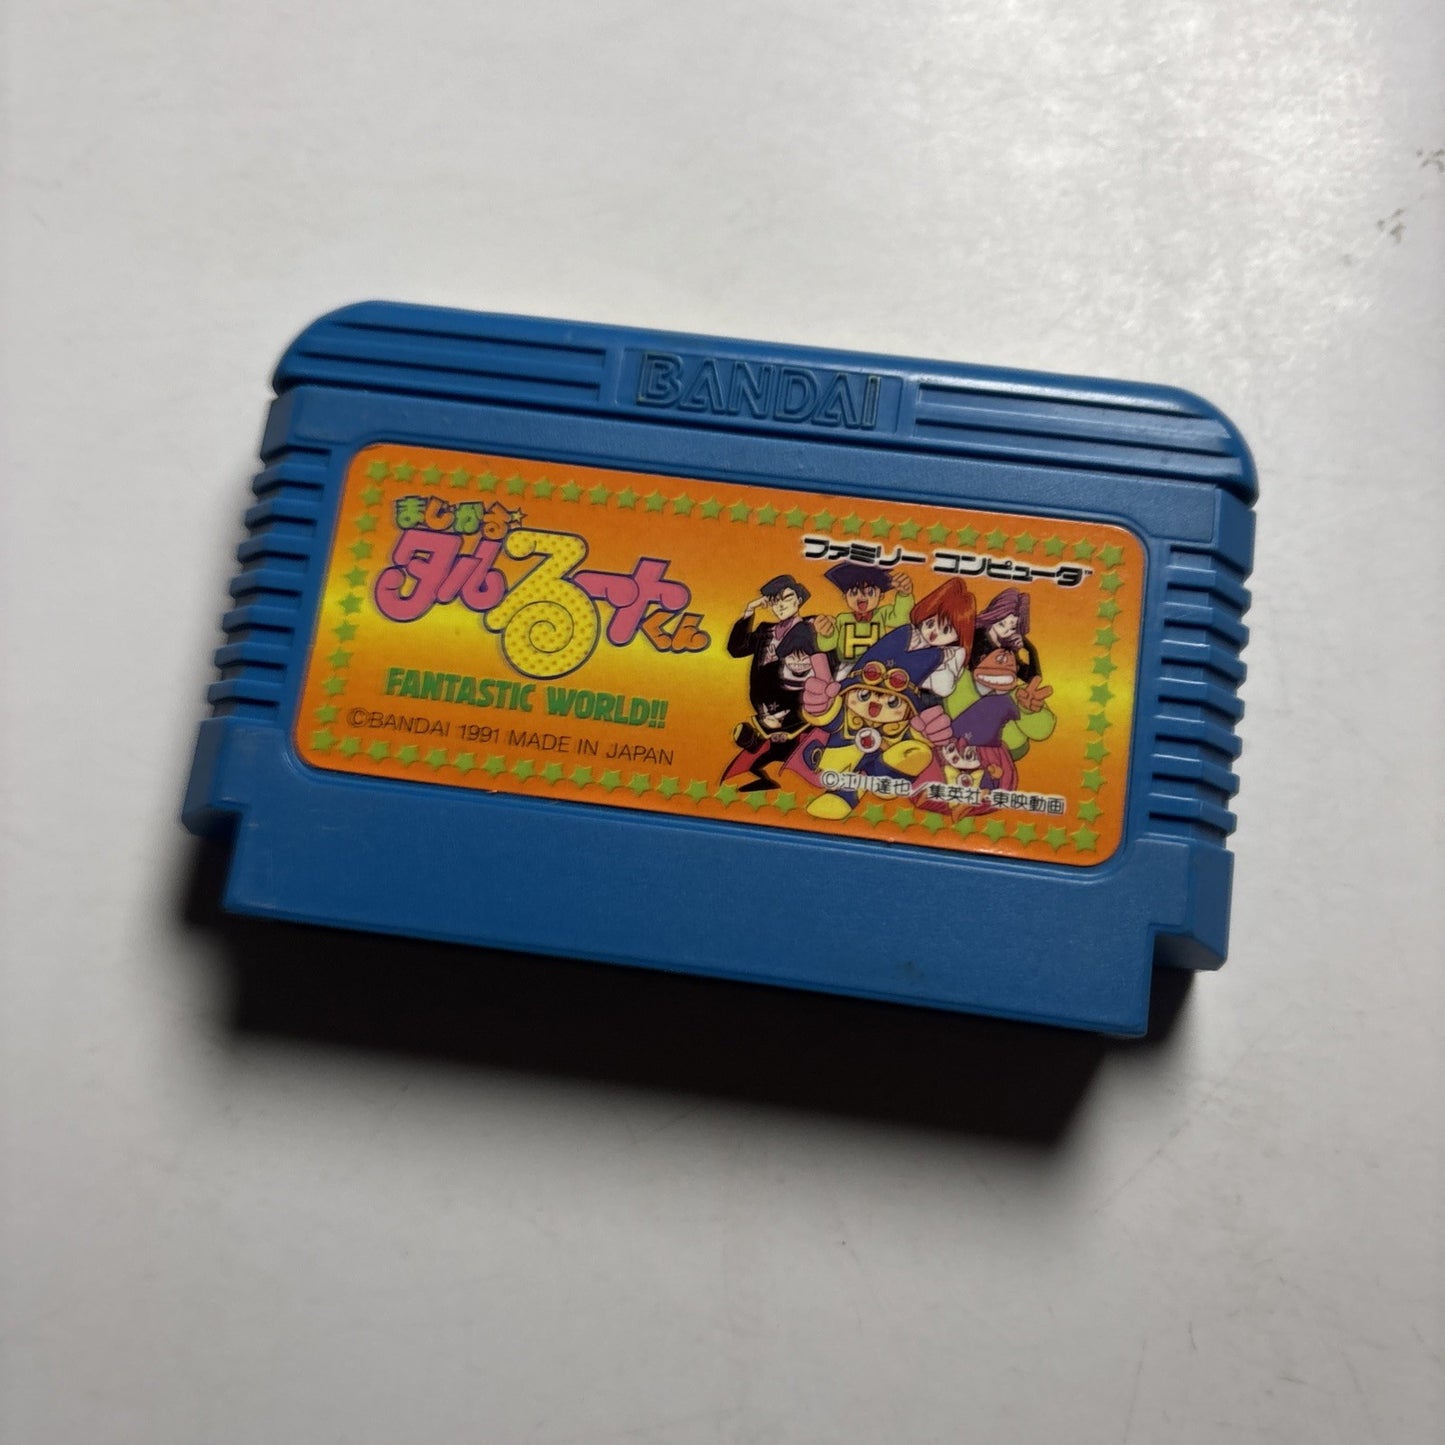 BANDAI
まじかる☆
タルるートくん
FANTASTIC WORLD!!
©BANDAI 1991 MADE IN JAPAN
ファミリー コンピュータ™
H
©江川達也/集英社・東映動画